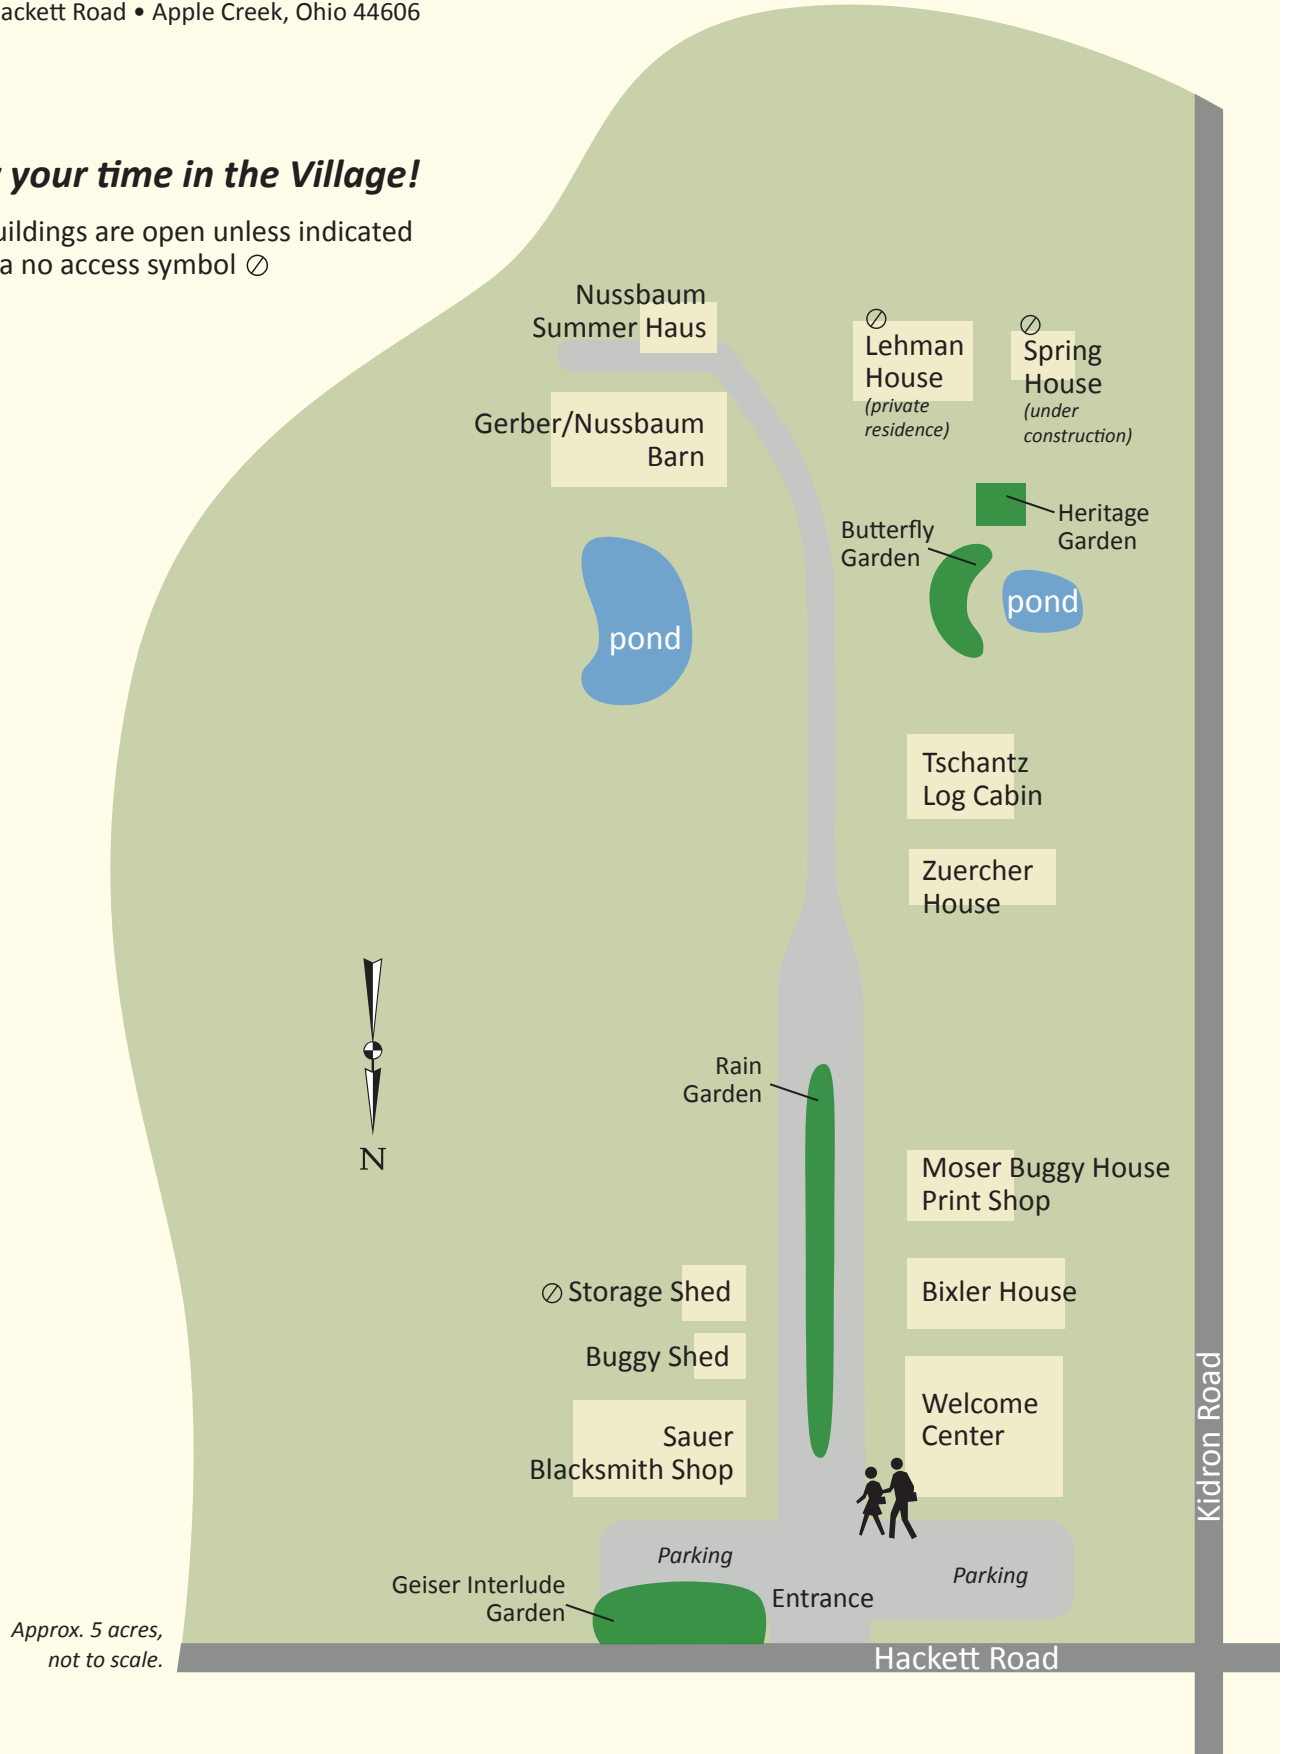 Road • Apple Creek, Ohio 44606
your time in the Village!
are open unless indicated
a no access symbol
Nussbaum
Summer Haus
Lehman
House
(private
residence)
Spring
House
(under
construction)
Gerber/Nussbaum
Barn
Heritage
Garden
Butterfly
Garden
pond
pond
Tschantz
Log Cabin
Zuercher
House
N
Rain
Garden
Moser Buggy House
Print Shop
Storage Shed
Bixler House
Buggy Shed
Welcome
Center
Sauer
Blacksmith Shop
Kidron Road
Parking
Parking
Geiser Interlude
Garden
Entrance
Approx. 5 acres,
not to scale.
Hackett Road